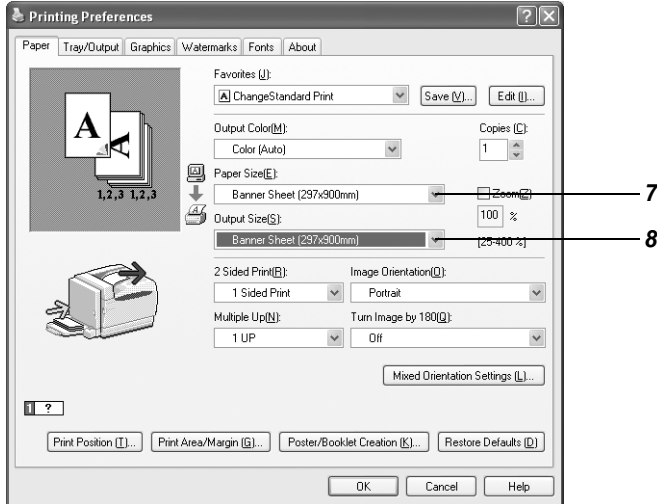 Printing Preferences
Paper Tray/Output Graphics Watermarks Fonts About
Favorites (J):
A ChangeStandard Print Save (V)... Edit (I)...
Output Color(M): Copies (C):
Color (Auto) 1
Paper Size(E):
Banner Sheet (297x900mm) Zoom(Z) 7
Output Size(S): 100 %
Banner Sheet (297x900mm) [25-400 %] 8
A A
1,2,3 1,2,3
2 Sided Print(R): Image Orientation(O):
1 Sided Print Portrait
Multiple Up(N): Turn Image by 180(Q):
1 UP Off
Mixed Orientation Settings (L)...
1 ?
Print Position (T)... Print Area/Margin (G)... Poster/Booklet Creation (K)... Restore Defaults (D)
OK Cancel Help